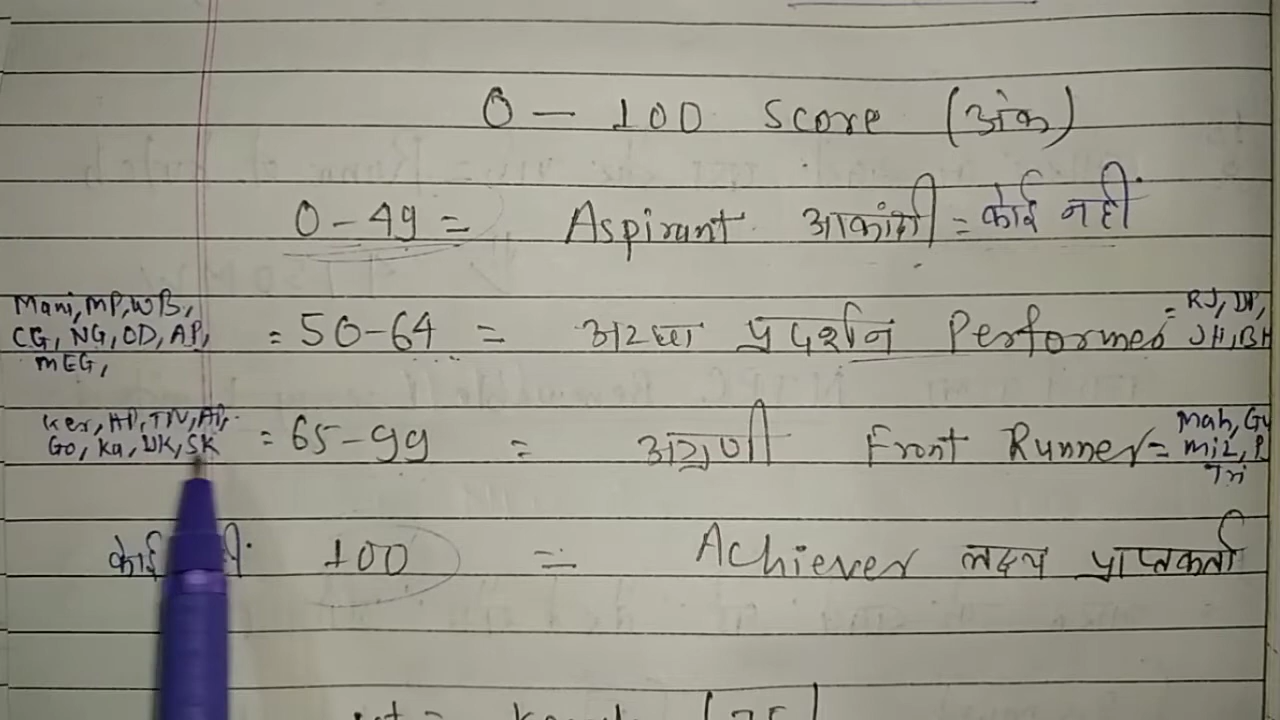 0 - 100 Score (अंक)
0-49 = Aspirant आकांक्षी = कोई नही
Mani, MP, WB, CG, NG, OD, AP, MEG, = 50-64 = अच्छा प्रदर्शन Performer = RJ, UP, JH, BH
Ker, HP, TN, AP, Go, Ka, UK, SK = 65-99 = अग्रणी Front Runner = Mah, Gu, Miz, P, Tri
कोई 100 = Achiever लक्ष्य प्राप्तकर्ता